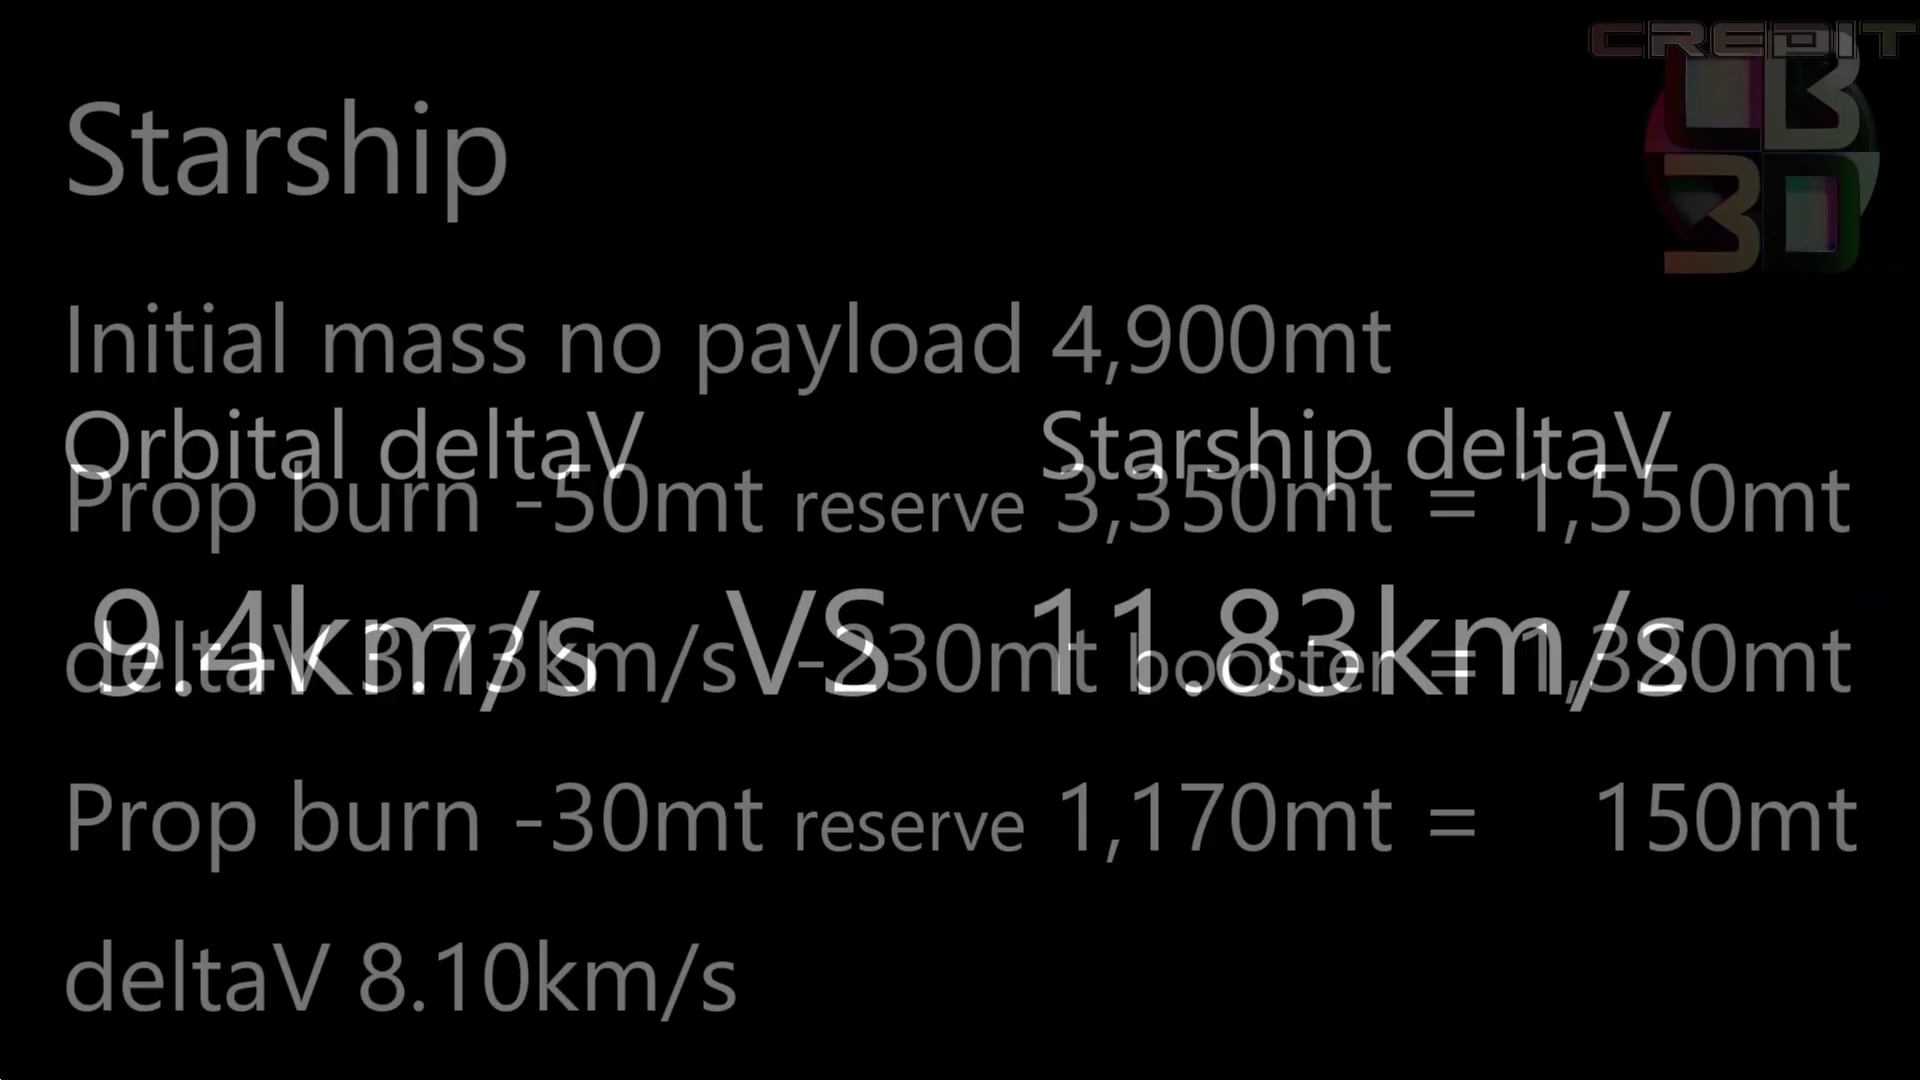 CREDIT
LB
3D
Starship
Initial mass no payload 4,900mt
Orbital deltaV Starship deltaV
Prop burn -50mt reserve 3,350mt = 1,550mt
9.4km/s VS 11.83km/s
deltaV 3.73km/s -230mt booster = 1,320mt
Prop burn -30mt reserve 1,170mt = 150mt
deltaV 8.10km/s